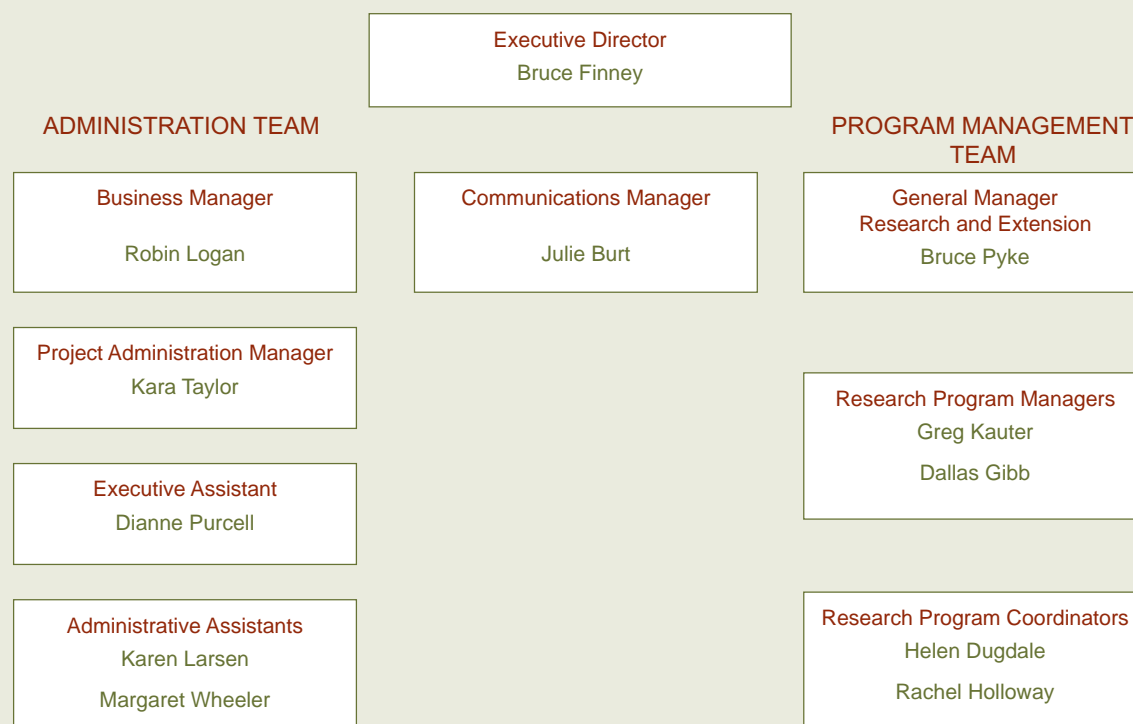 Executive Director
Bruce Finney
ADMINISTRATION TEAM
Business Manager
Robin Logan
Project Administration Manager
Kara Taylor
Executive Assistant
Dianne Purcell
Administrative Assistants
Karen Larsen
Margaret Wheeler
Communications Manager
Julie Burt
PROGRAM MANAGEMENT
TEAM
General Manager
Research and Extension
Bruce Pyke
Research Program Managers
Greg Kauter
Dallas Gibb
Research Program Coordinators
Helen Dugdale
Rachel Holloway